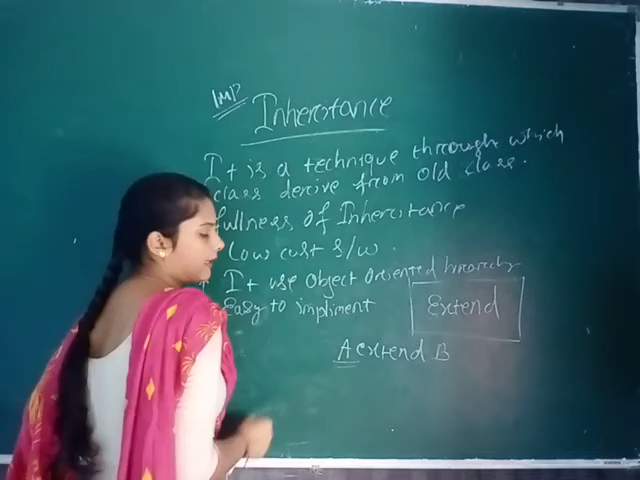 IMP
Inheritance
It is a technique through which
class derive from old class.
fullness of Inheritance
low cost s/w.
It use Object Oriented hierarchy
Easy to impliment
Extend
A extend B